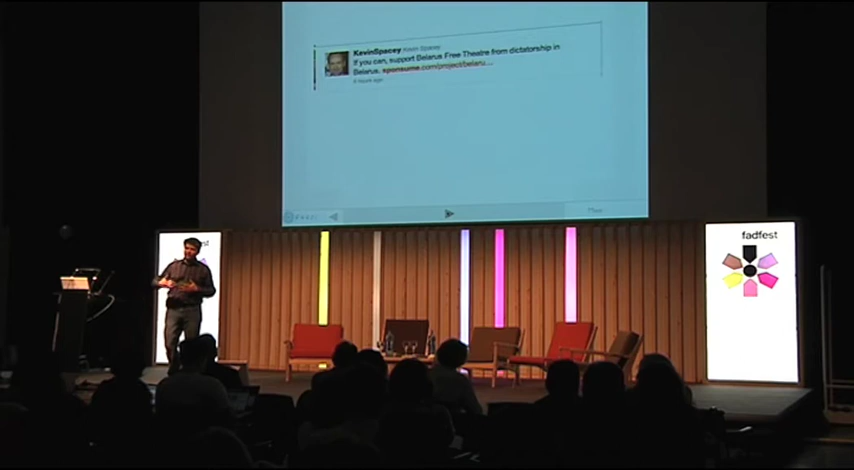 KevinSpacey Kevin Spacey
If you can, support Belarus Free Theatre from dictatorship in
Belarus. sponsume.com/project/belaru...
fadfest